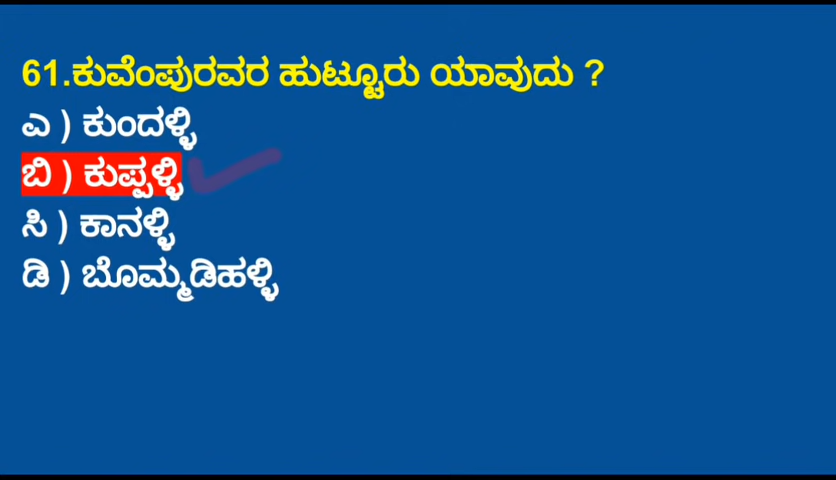 61.ಕುವೆಂಪುರವರ ಹುಟ್ಟೂರು ಯಾವುದು ?
ಎ ) ಕುಂದಳ್ಳಿ
ಬಿ ) ಕುಪ್ಪಳ್ಳಿ
ಸಿ ) ಕಾನಳ್ಳಿ
ಡಿ ) ಬೊಮ್ಮಡಿಹಳ್ಳಿ